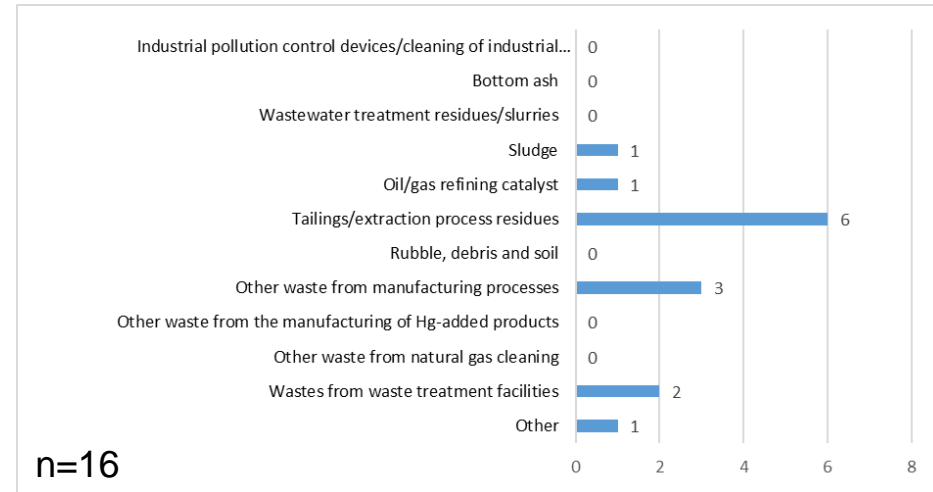 Industrial pollution control devices/cleaning of industrial... 0
Bottom ash 0
Wastewater treatment residues/slurries 0
Sludge 1
Oil/gas refining catalyst 1
Tailings/extraction process residues 6
Rubble, debris and soil 0
Other waste from manufacturing processes 3
Other waste from the manufacturing of Hg-added products 0
Other waste from natural gas cleaning 0
Wastes from waste treatment facilities 2
Other 1
n=16
0 2 4 6 8